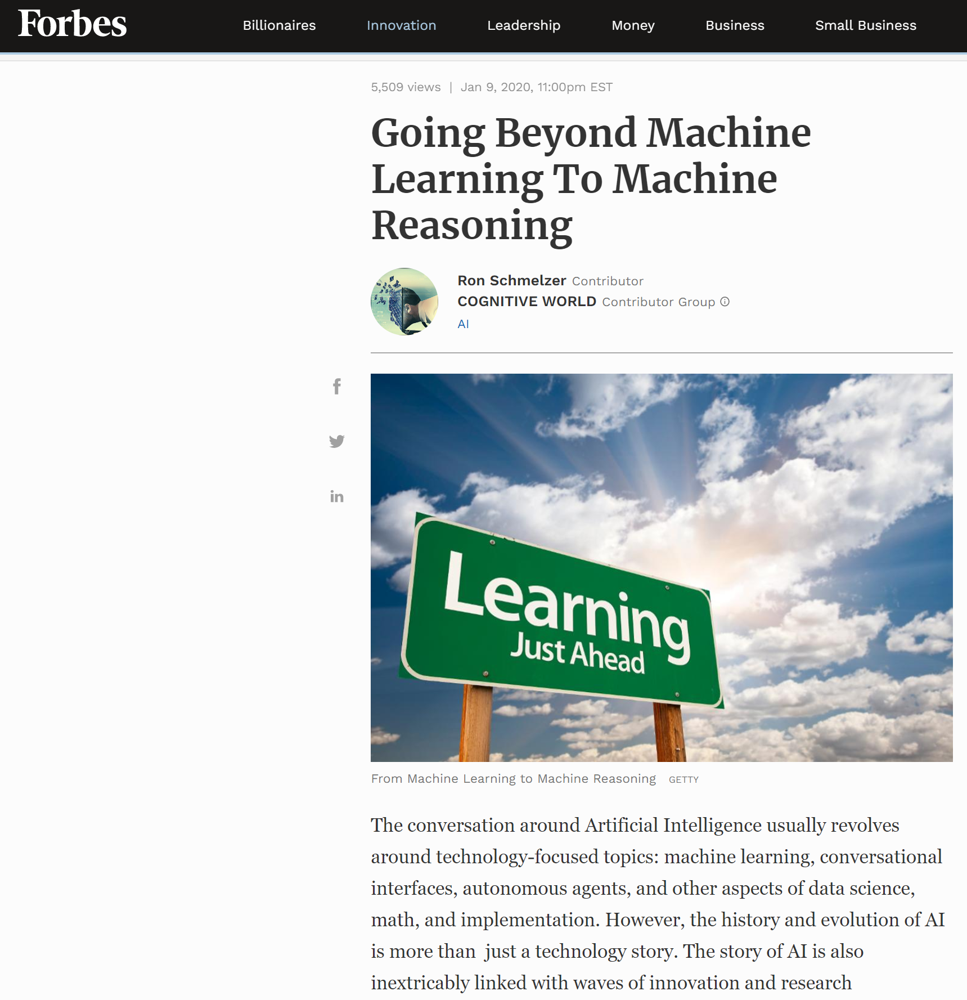 Forbes
Billionaires Innovation Leadership Money Business Small Business
5,509 views | Jan 9, 2020, 11:00pm EST
Going Beyond Machine
Learning To Machine
Reasoning
Ron Schmelzer Contributor
COGNITIVE WORLD Contributor Group
AI
Learning
Just Ahead
From Machine Learning to Machine Reasoning GETTY
The conversation around Artificial Intelligence usually revolves
around technology-focused topics: machine learning, conversational
interfaces, autonomous agents, and other aspects of data science,
math, and implementation. However, the history and evolution of AI
is more than  just a technology story. The story of AI is also
inextricably linked with waves of innovation and research